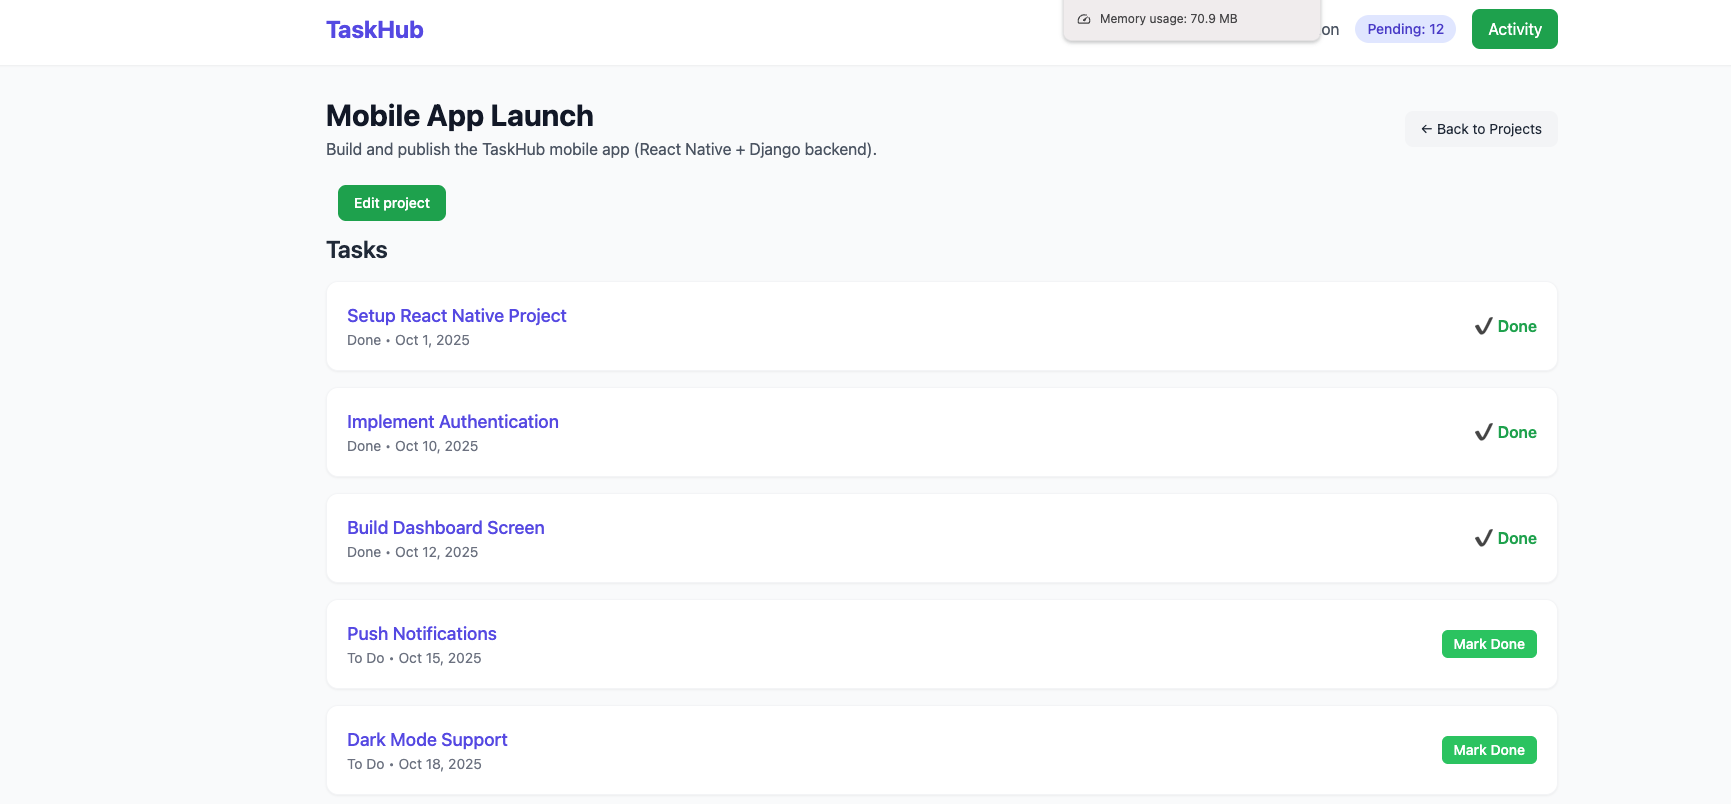 TaskHub
Memory usage: 70.9 MB
on
Pending: 12
Activity
Mobile App Launch
← Back to Projects
Build and publish the TaskHub mobile app (React Native + Django backend).
Edit project
Tasks
Setup React Native Project
Done • Oct 1, 2025
✔ Done
Implement Authentication
Done • Oct 10, 2025
✔ Done
Build Dashboard Screen
Done • Oct 12, 2025
✔ Done
Push Notifications
To Do • Oct 15, 2025
Mark Done
Dark Mode Support
To Do • Oct 18, 2025
Mark Done